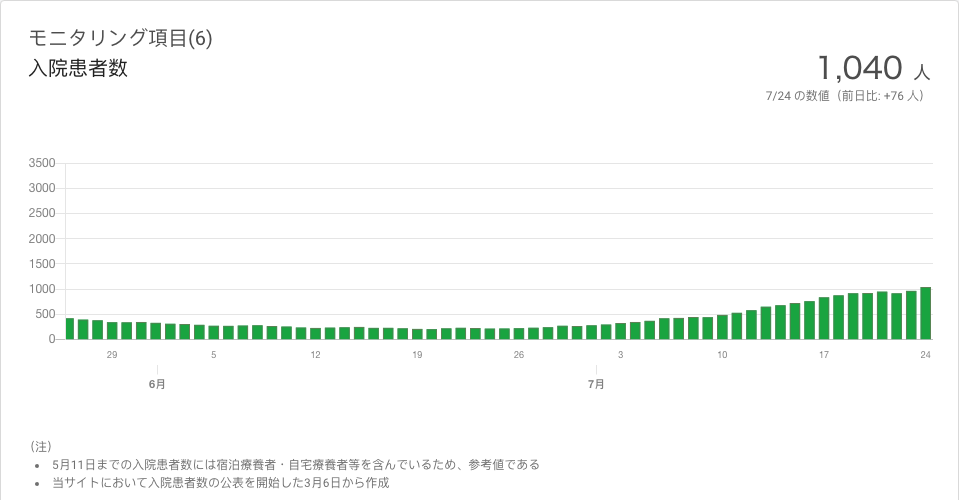 モニタリング項目(6)
入院患者数
1,040 人
7/24 の数値（前日比: +76 人）
3500
3000
2500
2000
1500
1000
500
0
29 5 12 19 26 3 10 17 24
6月 7月
（注）
• 5月11日までの入院患者数には宿泊療養者・自宅療養者等を含んでいるため、参考値である
• 当サイトにおいて入院患者数の公表を開始した3月6日から作成